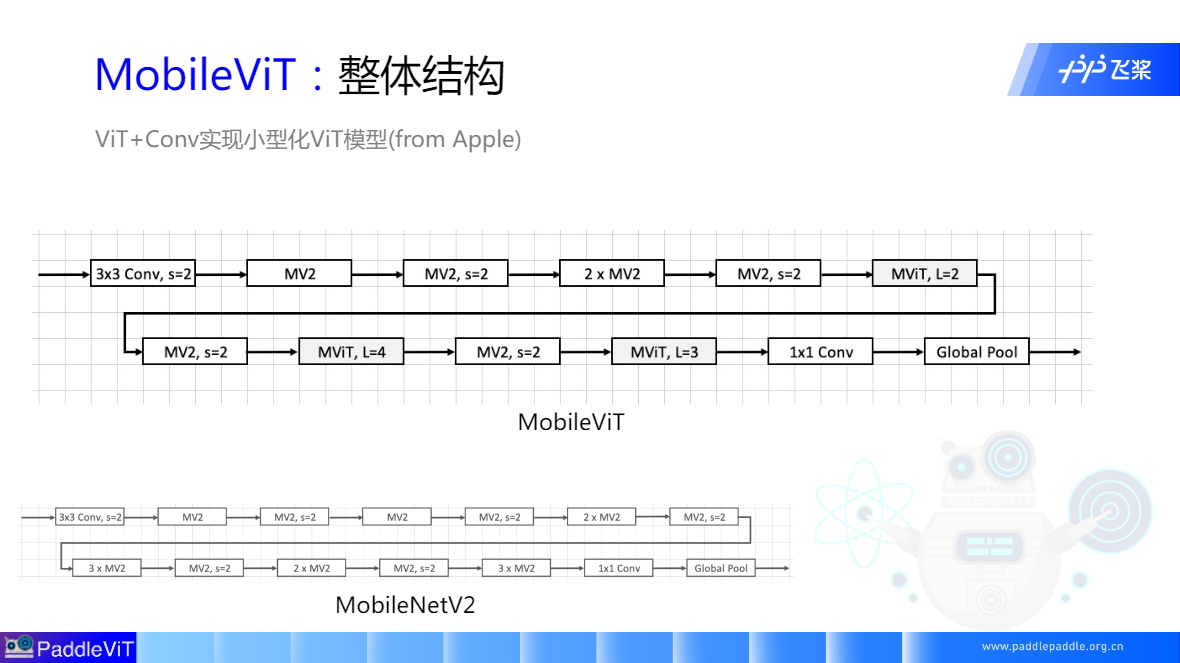 MobileViT：整体结构
飞桨
ViT+Conv实现小型化ViT模型(from Apple)
3x3 Conv, s=2 MV2 MV2, s=2 2 x MV2 MV2, s=2 MViT, L=2
MV2, s=2 MViT, L=4 MV2, s=2 MViT, L=3 1x1 Conv Global Pool
MobileViT
3x3 Conv, s=2 MV2 MV2, s=2 MV2 MV2, s=2 2 x MV2 MV2, s=2
3 x MV2 MV2, s=2 2 x MV2 MV2, s=2 3 x MV2 1x1 Conv Global Pool
MobileNetV2
PaddleViT
www.paddlepaddle.org.cn